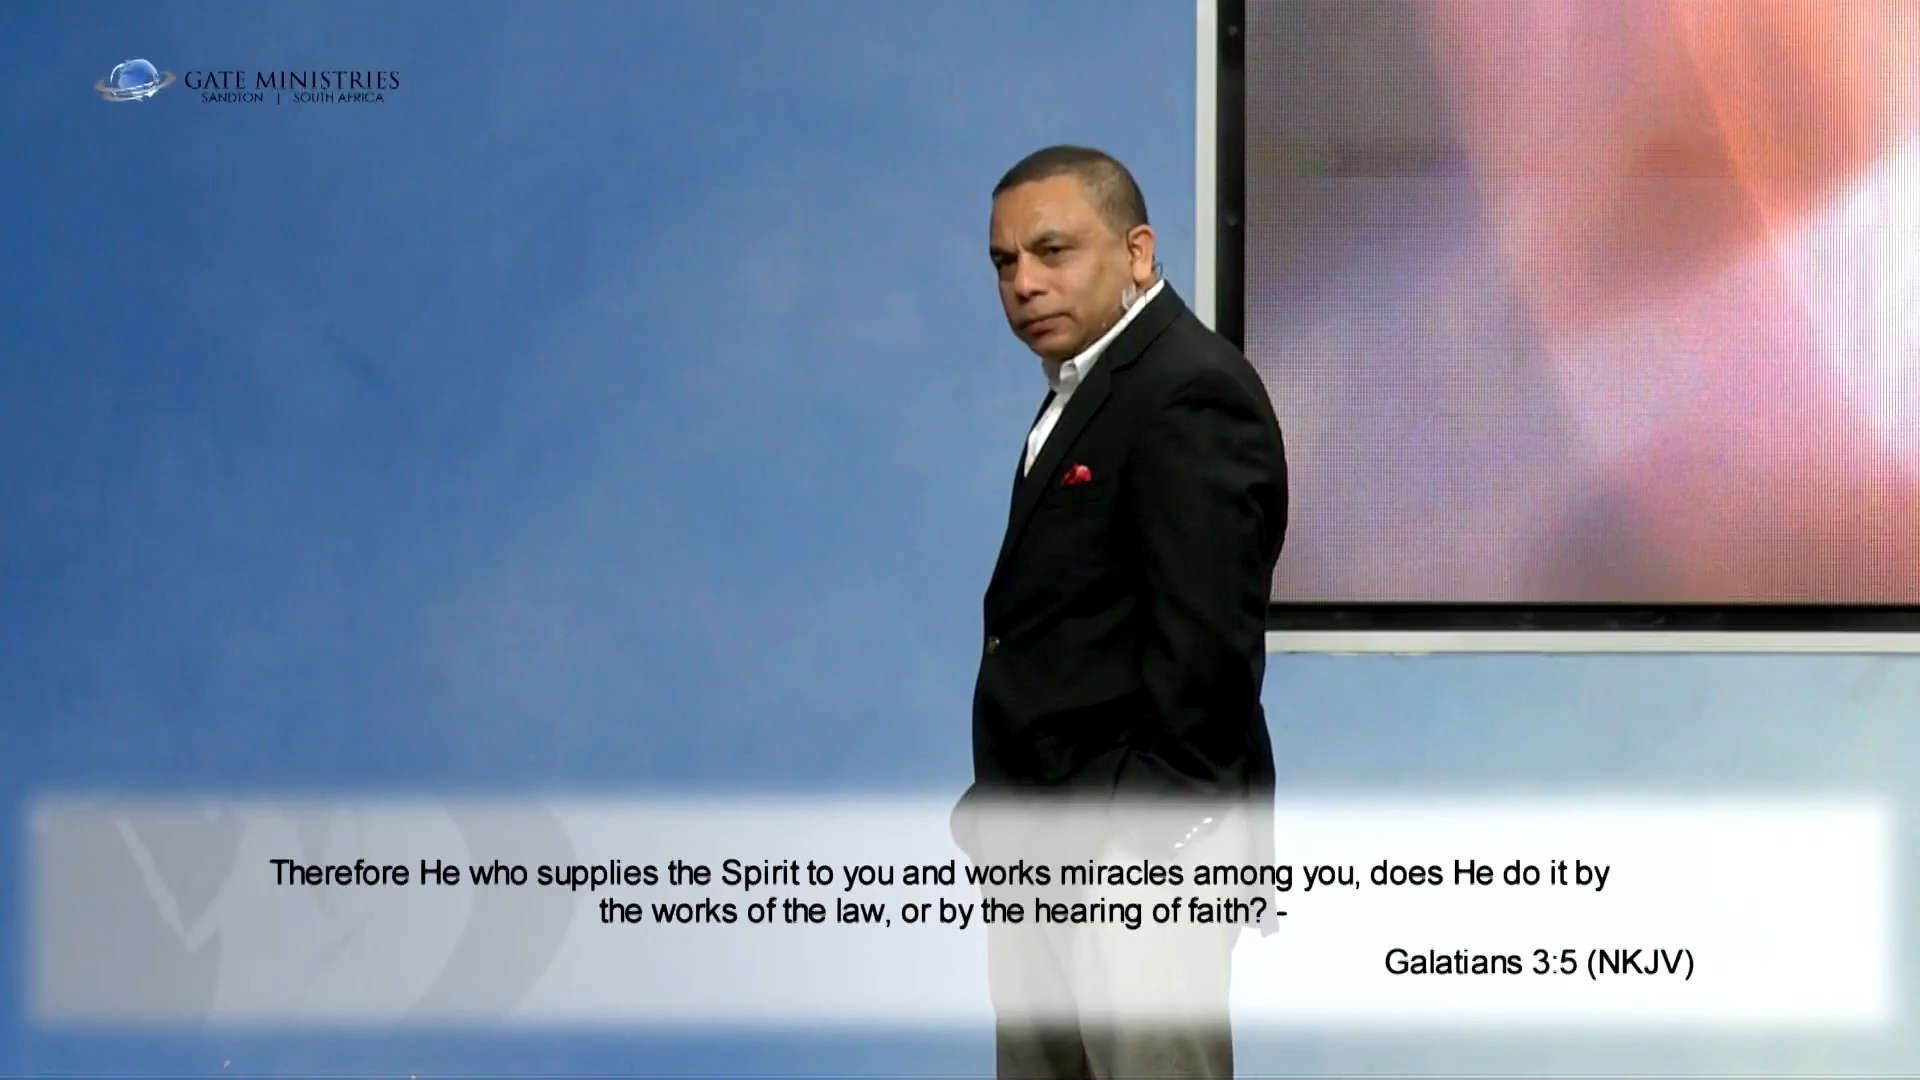 GATE MINISTRIES
SANDTON | SOUTH AFRICA
Therefore He who supplies the Spirit to you and works miracles among you, does He do it by
the works of the law, or by the hearing of faith? -
Galatians 3:5 (NKJV)